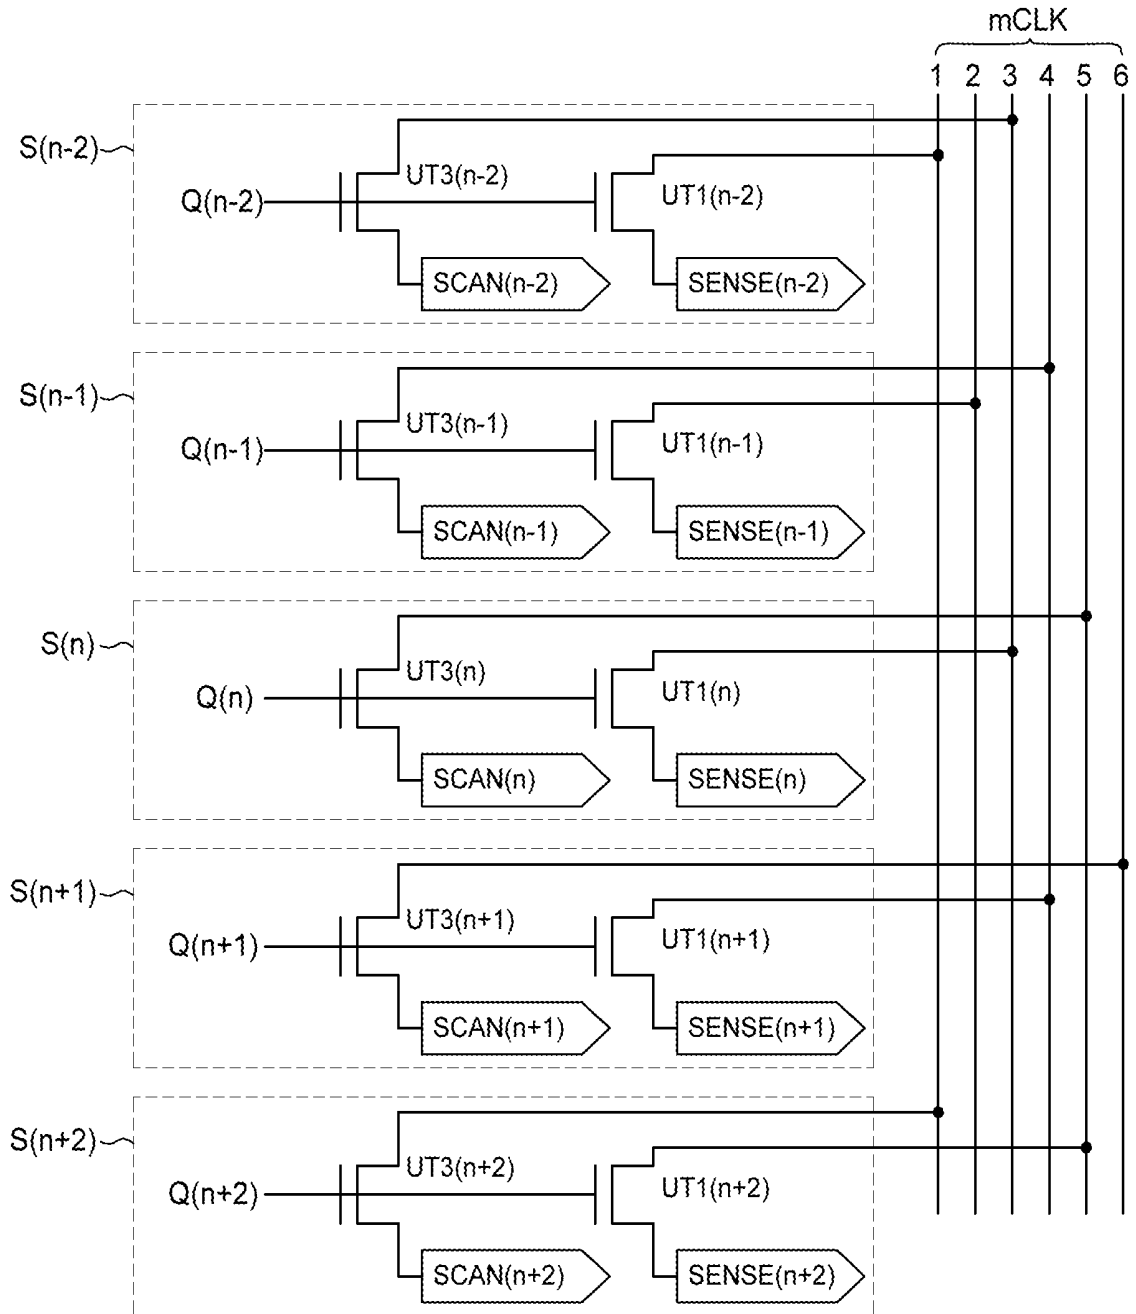 mCLK
1 2 3 4 5 6
S(n-2)
UT3(n-2)
UT1(n-2)
Q(n-2)
SCAN(n-2)
SENSE(n-2)
S(n-1)
UT3(n-1)
UT1(n-1)
Q(n-1)
SCAN(n-1)
SENSE(n-1)
S(n)
UT3(n)
UT1(n)
Q(n)
SCAN(n)
SENSE(n)
S(n+1)
UT3(n+1)
UT1(n+1)
Q(n+1)
SCAN(n+1)
SENSE(n+1)
S(n+2)
UT3(n+2)
UT1(n+2)
Q(n+2)
SCAN(n+2)
SENSE(n+2)